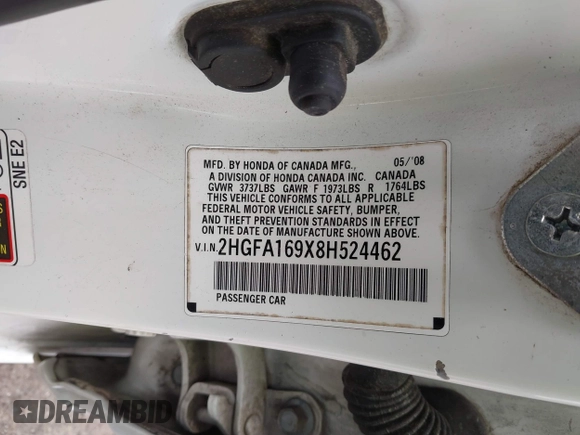 SNE E2
MFD. BY HONDA OF CANADA MFG., 05/'08
A DIVISION OF HONDA CANADA INC. CANADA
GVWR 3737LBS GAWR F 1973LBS R 1764LBS
THIS VEHICLE CONFORMS TO ALL APPLICABLE
FEDERAL MOTOR VEHICLE SAFETY, BUMPER,
AND THEFT PREVENTION STANDARDS IN EFFECT
ON THE DATE OF MANUFACTURE SHOWN ABOVE.
V.I.N. 2HGFA169X8H524462
PASSENGER CAR
DREAMBID